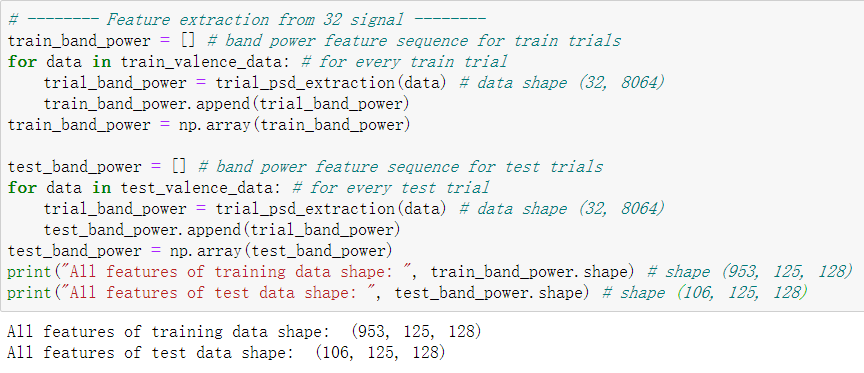 # -------- Feature extraction from 32 signal --------
train_band_power = [] # band power feature sequence for train trials
for data in train_valence_data: # for every train trial
    trial_band_power = trial_psd_extraction(data) # data shape (32, 8064)
    train_band_power.append(trial_band_power)
train_band_power = np.array(train_band_power)

test_band_power = [] # band power feature sequence for test trials
for data in test_valence_data: # for every test trial
    trial_band_power = trial_psd_extraction(data) # data shape (32, 8064)
    test_band_power.append(trial_band_power)
test_band_power = np.array(test_band_power)
print("All features of training data shape: ", train_band_power.shape) # shape (953, 125, 128)
print("All features of test data shape: ", test_band_power.shape) # shape (106, 125, 128)
All features of training data shape:  (953, 125, 128)
All features of test data shape:  (106, 125, 128)